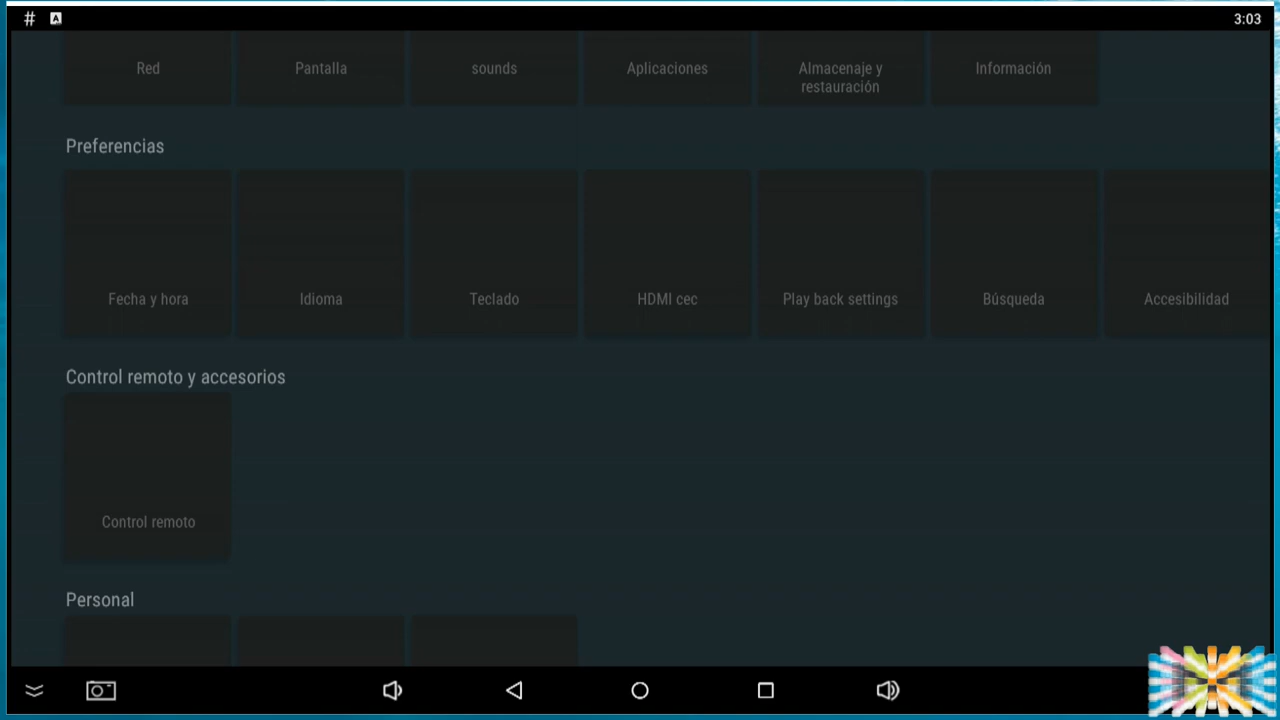 # A 3:03
Red Pantalla sounds Aplicaciones Almacenaje y restauración Información
Preferencias
Fecha y hora Idioma Teclado HDMI cec Play back settings Búsqueda Accesibilidad
Control remoto y accesorios
Control remoto
Personal